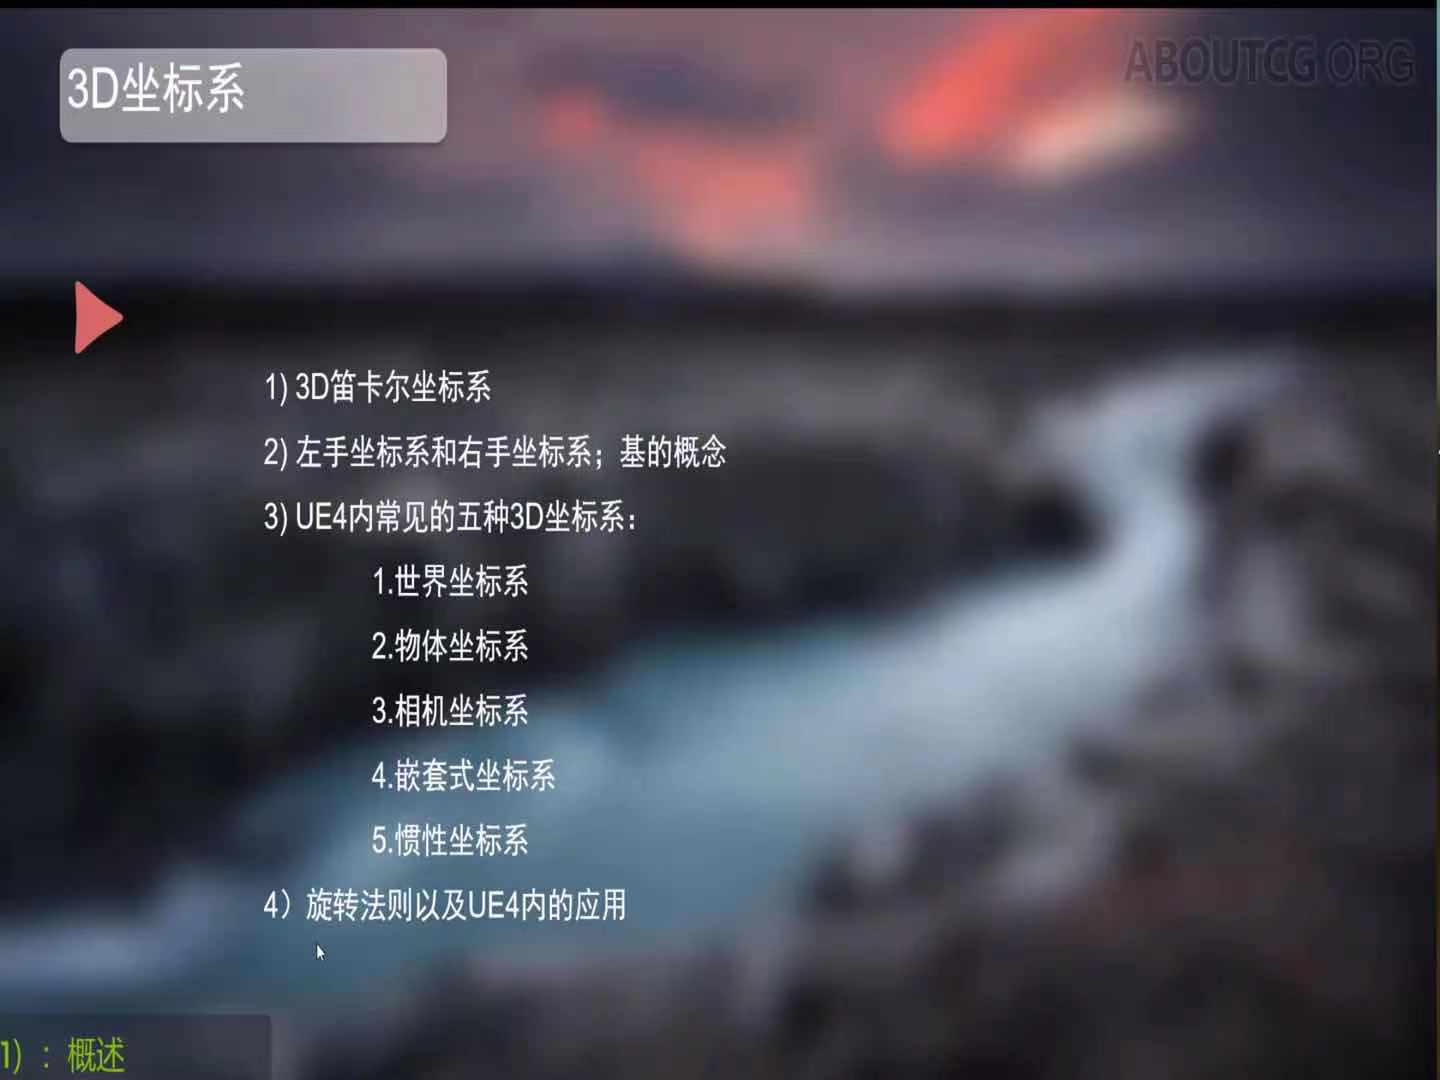 ABOUTCG.ORG
3D坐标系
1) 3D笛卡尔坐标系
2) 左手坐标系和右手坐标系；基的概念
3) UE4内常见的五种3D坐标系：
1.世界坐标系
2.物体坐标系
3.相机坐标系
4.嵌套式坐标系
5.惯性坐标系
4）旋转法则以及UE4内的应用
1) ：概述